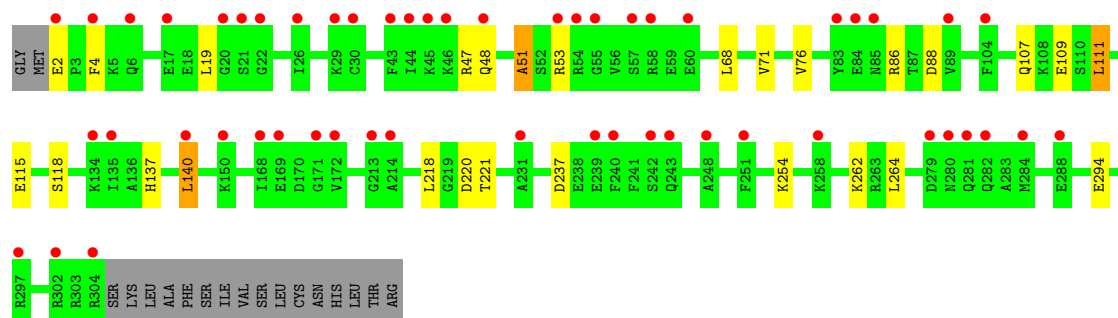 GLY MET E2 P3 F4 K5 Q6 E17 E18 L19 G20 S21 G22 I26 K29 C30 F43 I44 K45 K46 R47 Q48 A51 S52 R53 R54 G55 V56 S57 R58 E59 E60 L68 V71 V76 Y83 E84 N85 R86 T87 D88 V89 F104 Q107 K108 E109 S110 L111
E115 S118 K134 I135 A136 H137 L140 K150 I168 E169 D170 G171 V172 G213 A214 L218 G219 D220 T221 A231 D237 E238 E239 F240 F241 S242 Q243 A248 F251 K254 K258 K262 R263 L264 D279 N280 Q281 Q282 A283 M284 E288 E294
R297 R302 R303 R304 SER LYS LEU ALA PHE SER ILE VAL SER LEU CYS ASN HIS LEU THR ARG